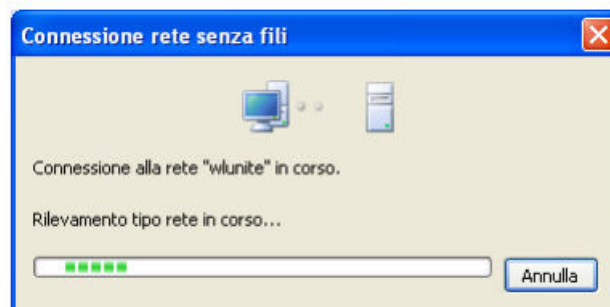 Connessione rete senza fili
Connessione alla rete "wlunite" in corso.
Rilevamento tipo rete in corso...
Annulla